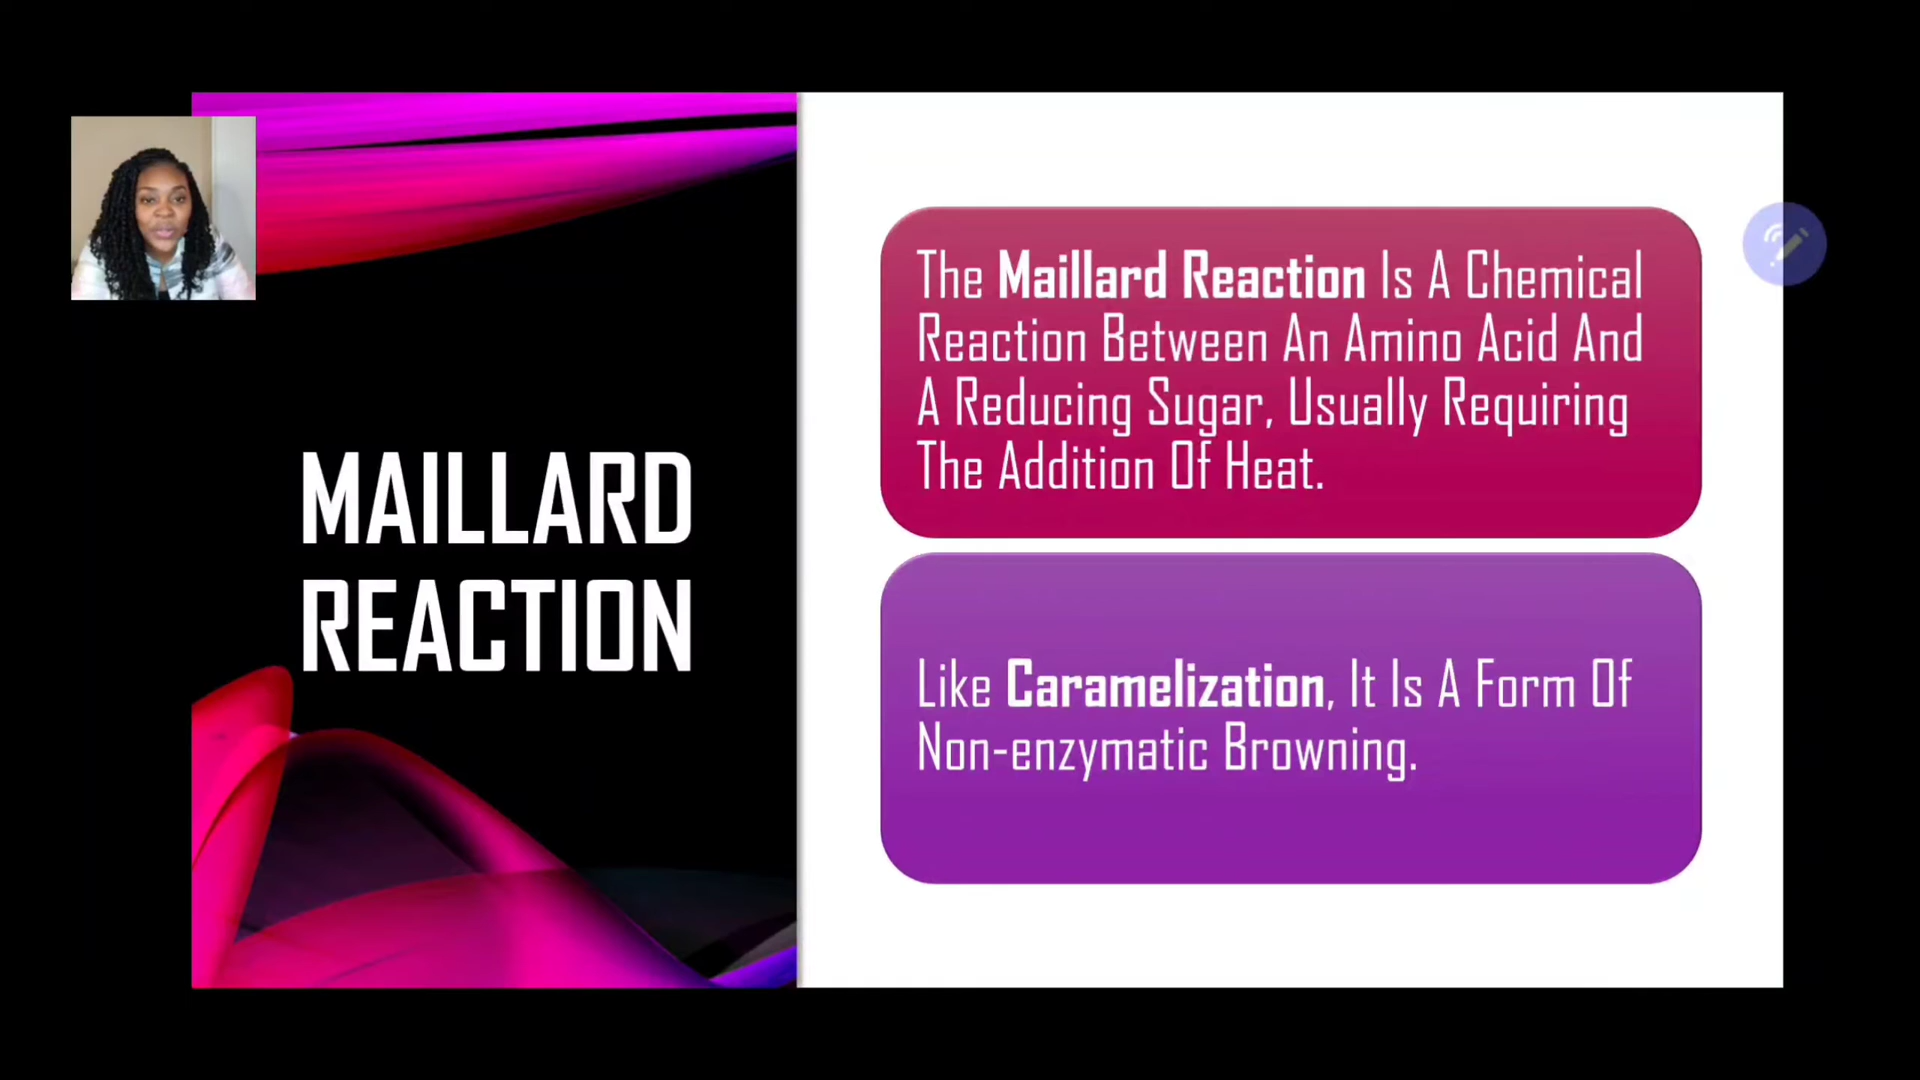 MAILLARD
REACTION
The Maillard Reaction Is A Chemical
Reaction Between An Amino Acid And
A Reducing Sugar, Usually Requiring
The Addition Of Heat.
Like Caramelization, It Is A Form Of
Non-enzymatic Browning.